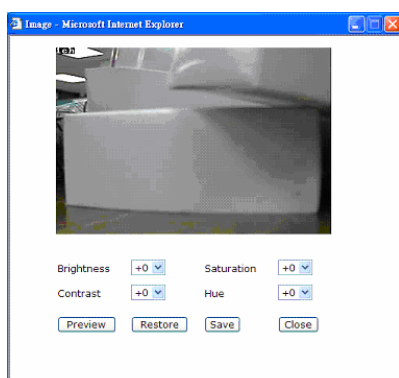 Image - Microsoft Internet Explorer
Brightness +0 Saturation +0
Contrast +0 Hue +0
Preview Restore Save Close